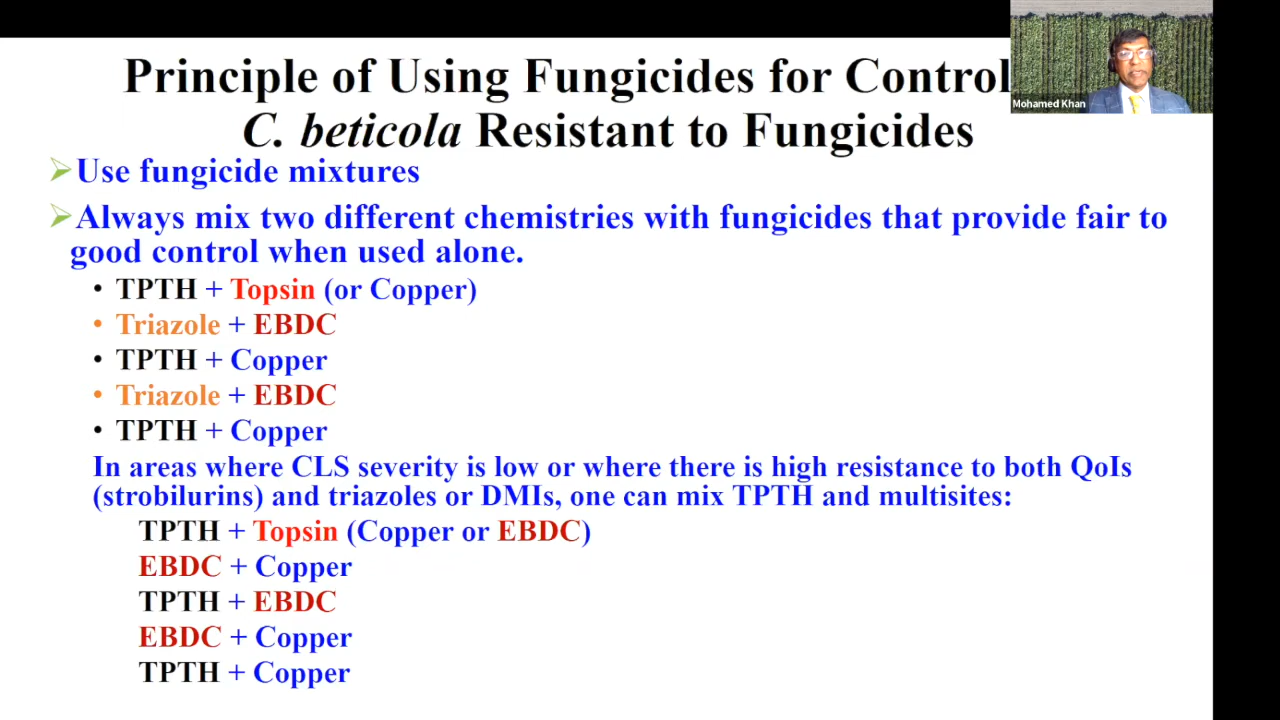 Principle of Using Fungicides for Control
C. beticola Resistant to Fungicides
Mohamed Khan
Use fungicide mixtures
Always mix two different chemistries with fungicides that provide fair to
good control when used alone.
• TPTH + Topsin (or Copper)
• Triazole + EBDC
• TPTH + Copper
• Triazole + EBDC
• TPTH + Copper
In areas where CLS severity is low or where there is high resistance to both QoIs
(strobilurins) and triazoles or DMIs, one can mix TPTH and multisites:
TPTH + Topsin (Copper or EBDC)
EBDC + Copper
TPTH + EBDC
EBDC + Copper
TPTH + Copper